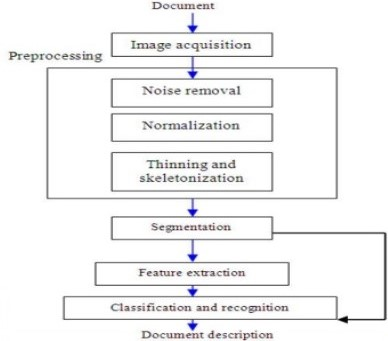 Document
Image acquisition
Preprocessing
Noise removal
Normalization
Thinning and
skeletonization
Segmentation
Feature extraction
Classification and recognition
Document description